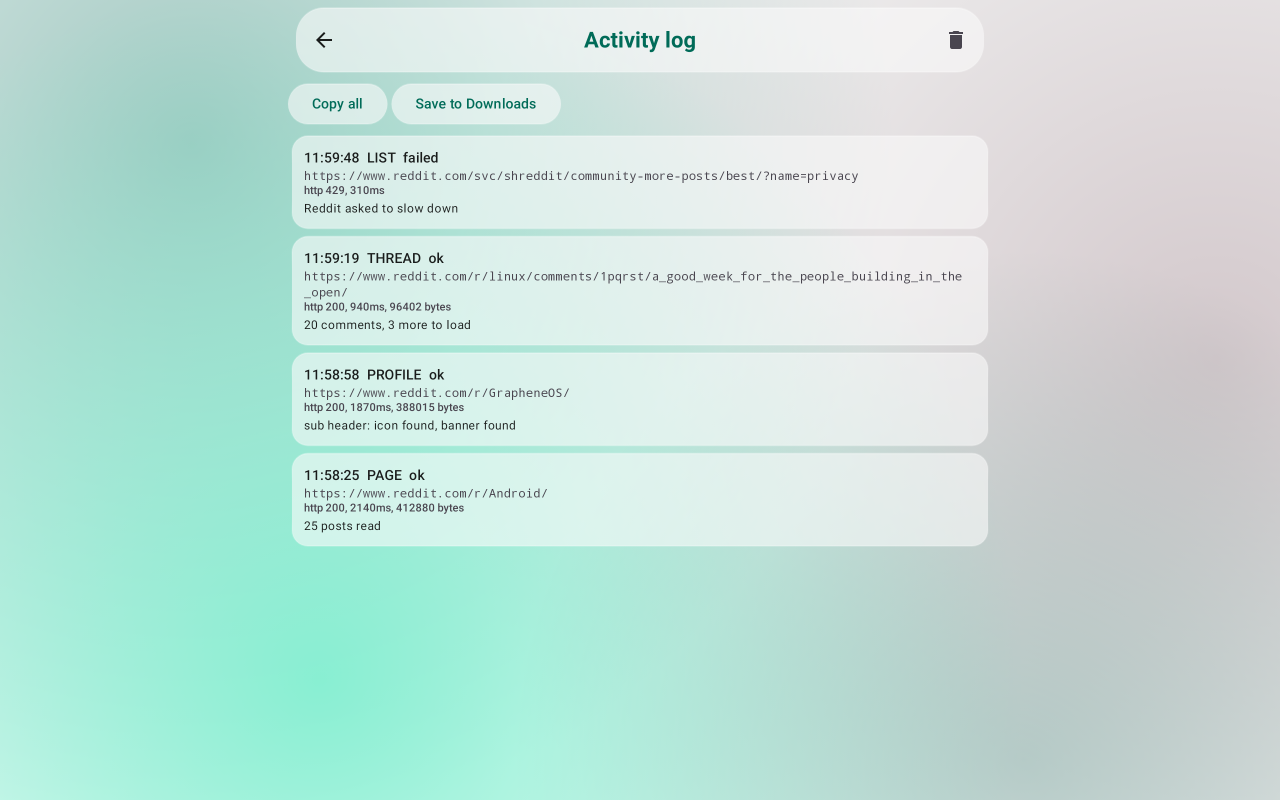 Activity log
Copy all
Save to Downloads
11:59:48 LIST failed
https://www.reddit.com/svc/shreddit/community-more-posts/best/?name=privacy
http 429, 310ms
Reddit asked to slow down
11:59:19 THREAD ok
https://www.reddit.com/r/linux/comments/1pqrst/a_good_week_for_the_people_building_in_the
_open/
http 200, 940ms, 96402 bytes
20 comments, 3 more to load
11:58:58 PROFILE ok
https://www.reddit.com/r/GrapheneOS/
http 200, 1870ms, 388015 bytes
sub header: icon found, banner found
11:58:25 PAGE ok
https://www.reddit.com/r/Android/
http 200, 2140ms, 412880 bytes
25 posts read